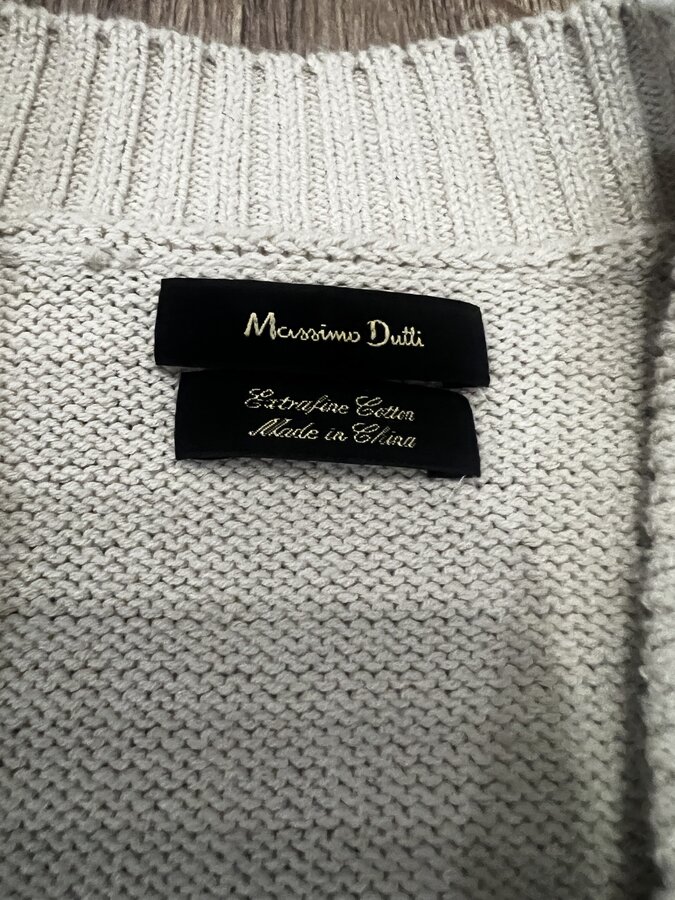 Massimo Dutti
Extrafine Cotton
Made in China